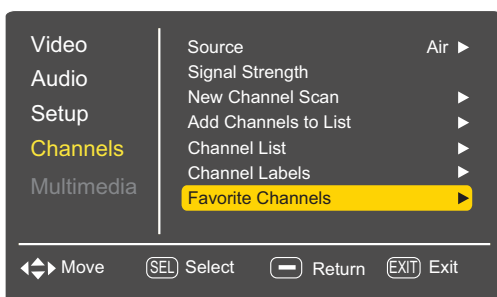 Video
Audio
Setup
Channels
Multimedia
Source Air
Signal Strength
New Channel Scan
Add Channels to List
Channel List
Channel Labels
Favorite Channels
Move SEL Select Return EXIT Exit